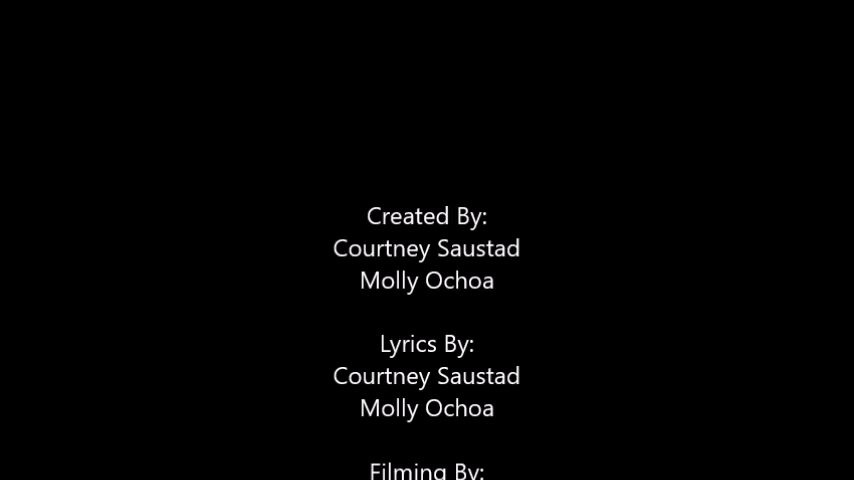 Created By:
Courtney Saustad
Molly Ochoa
Lyrics By:
Courtney Saustad
Molly Ochoa
Filming By: